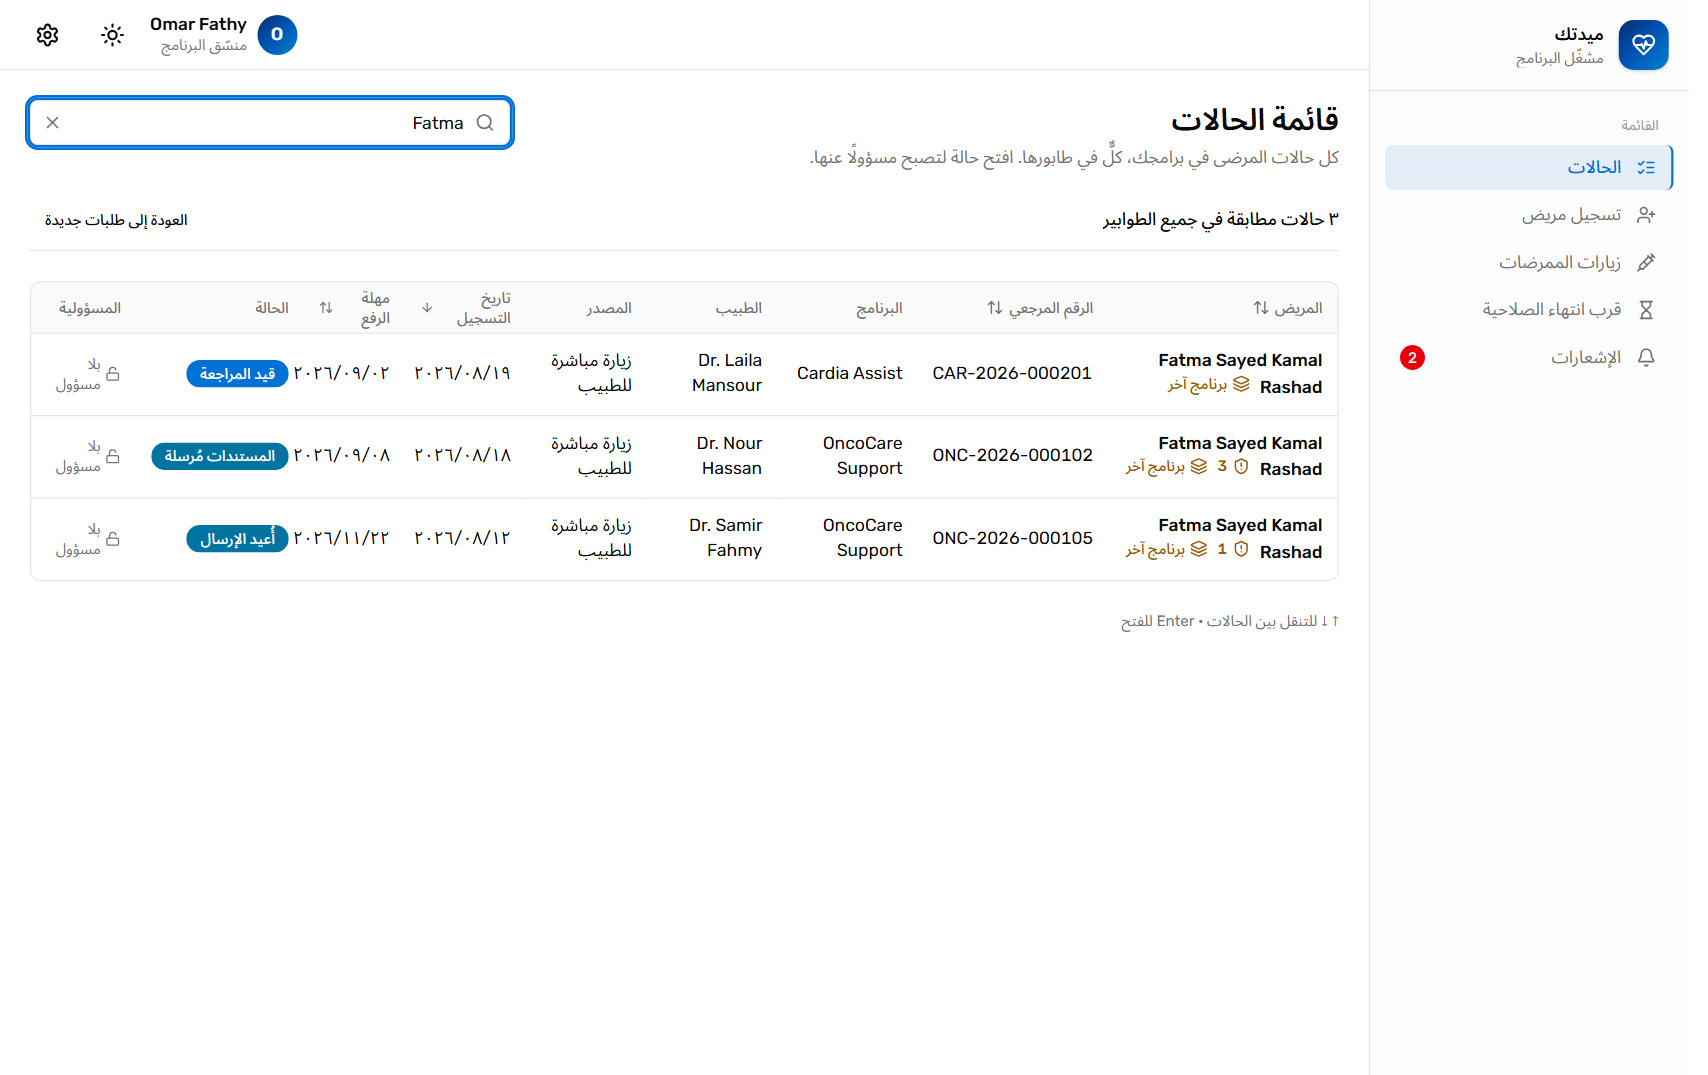 ميدتك
مشغّل البرنامج
القائمة
الحالات
تسجيل مريض
زيارات الممرضات
قرب انتهاء الصلاحية
الإشعارات
2
O
Omar Fathy
منسّق البرنامج
قائمة الحالات
كل حالات المرضى في برامجك، كلٌّ في طابورها. افتح حالة لتصبح مسؤولًا عنها.
Fatma
٣ حالات مطابقة في جميع الطوابير
العودة إلى طلبات جديدة
المريض الرقم المرجعي البرنامج الطبيب المصدر تاريخ التسجيل مهلة الرفع الحالة المسؤولية
Fatma Sayed Kamal Rashad برنامج آخر CAR-2026-000201 Cardia Assist Dr. Laila Mansour زيارة مباشرة للطبيب ٢٠٢٦/٠٨/١٩ ٢٠٢٦/٠٩/٠٢ قيد المراجعة بلا مسؤول
Fatma Sayed Kamal Rashad 3 برنامج آخر ONC-2026-000102 OncoCare Support Dr. Nour Hassan زيارة مباشرة للطبيب ٢٠٢٦/٠٨/١٨ ٢٠٢٦/٠٩/٠٨ المستندات مُرسلة بلا مسؤول
Fatma Sayed Kamal Rashad 1 برنامج آخر ONC-2026-000105 OncoCare Support Dr. Samir Fahmy زيارة مباشرة للطبيب ٢٠٢٦/٠٨/١٢ ٢٠٢٦/١١/٢٢ أُعيد الإرسال بلا مسؤول
↑↓ للتنقل بين الحالات • Enter للفتح